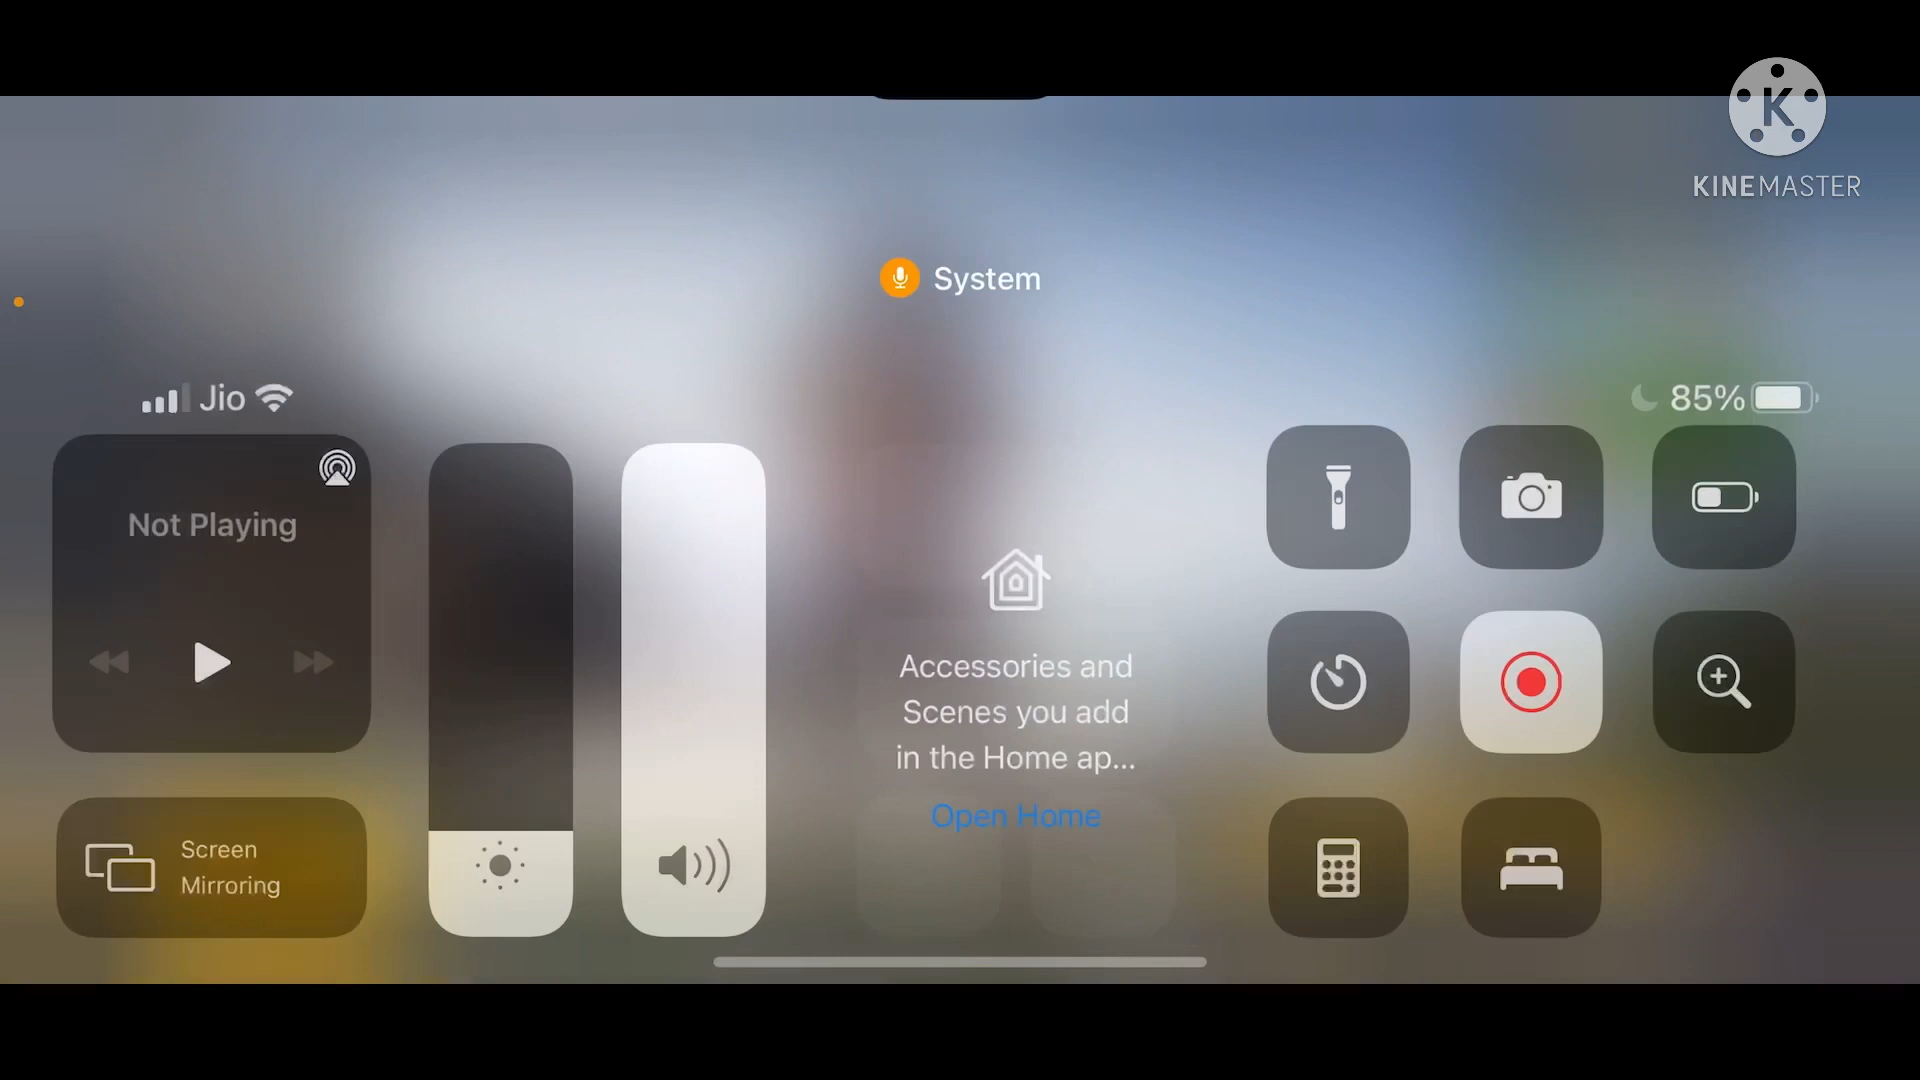 K
KINEMASTER
System
Jio
85%
Not Playing
Accessories and
Scenes you add
in the Home ap...
Open Home
Screen
Mirroring